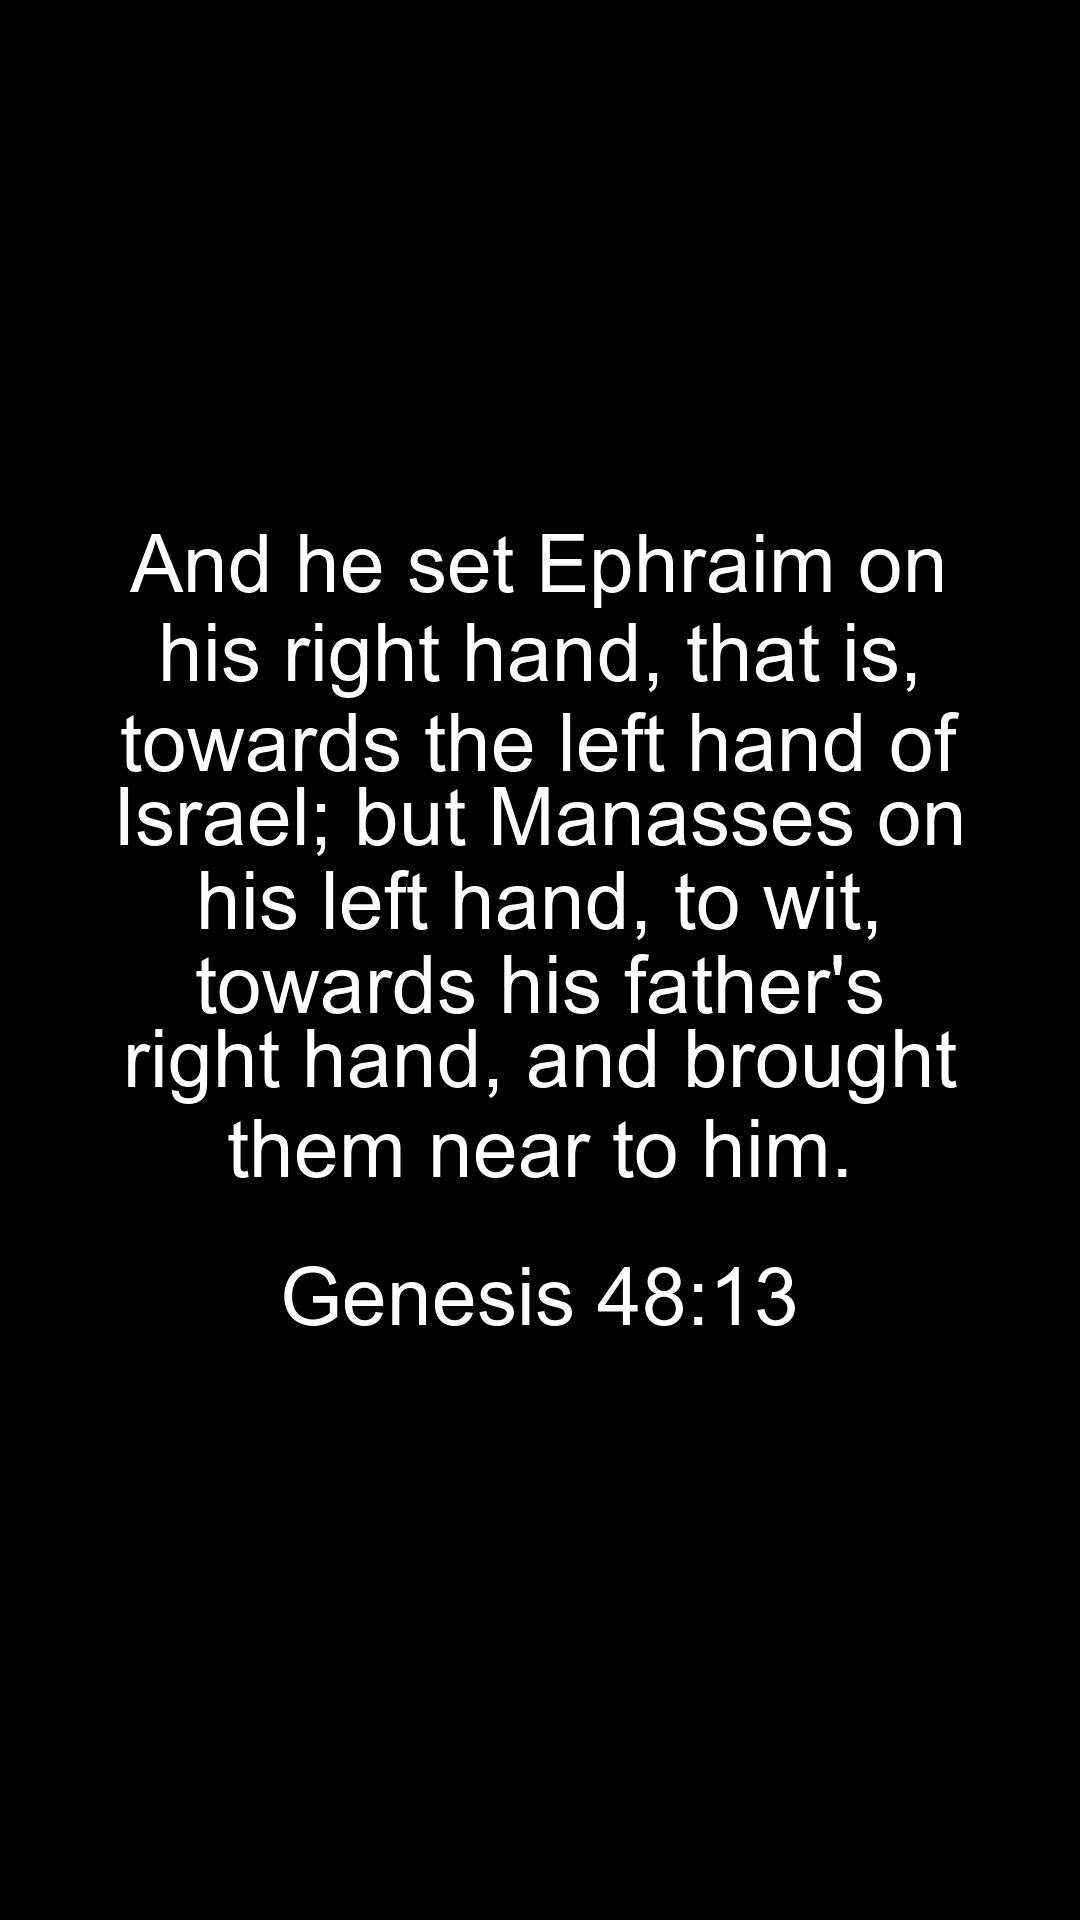 And he set Ephraim on
his right hand, that is,
towards the left hand of
Israel; but Manasses on
his left hand, to wit,
towards his father's
right hand, and brought
them near to him.
Genesis 48:13